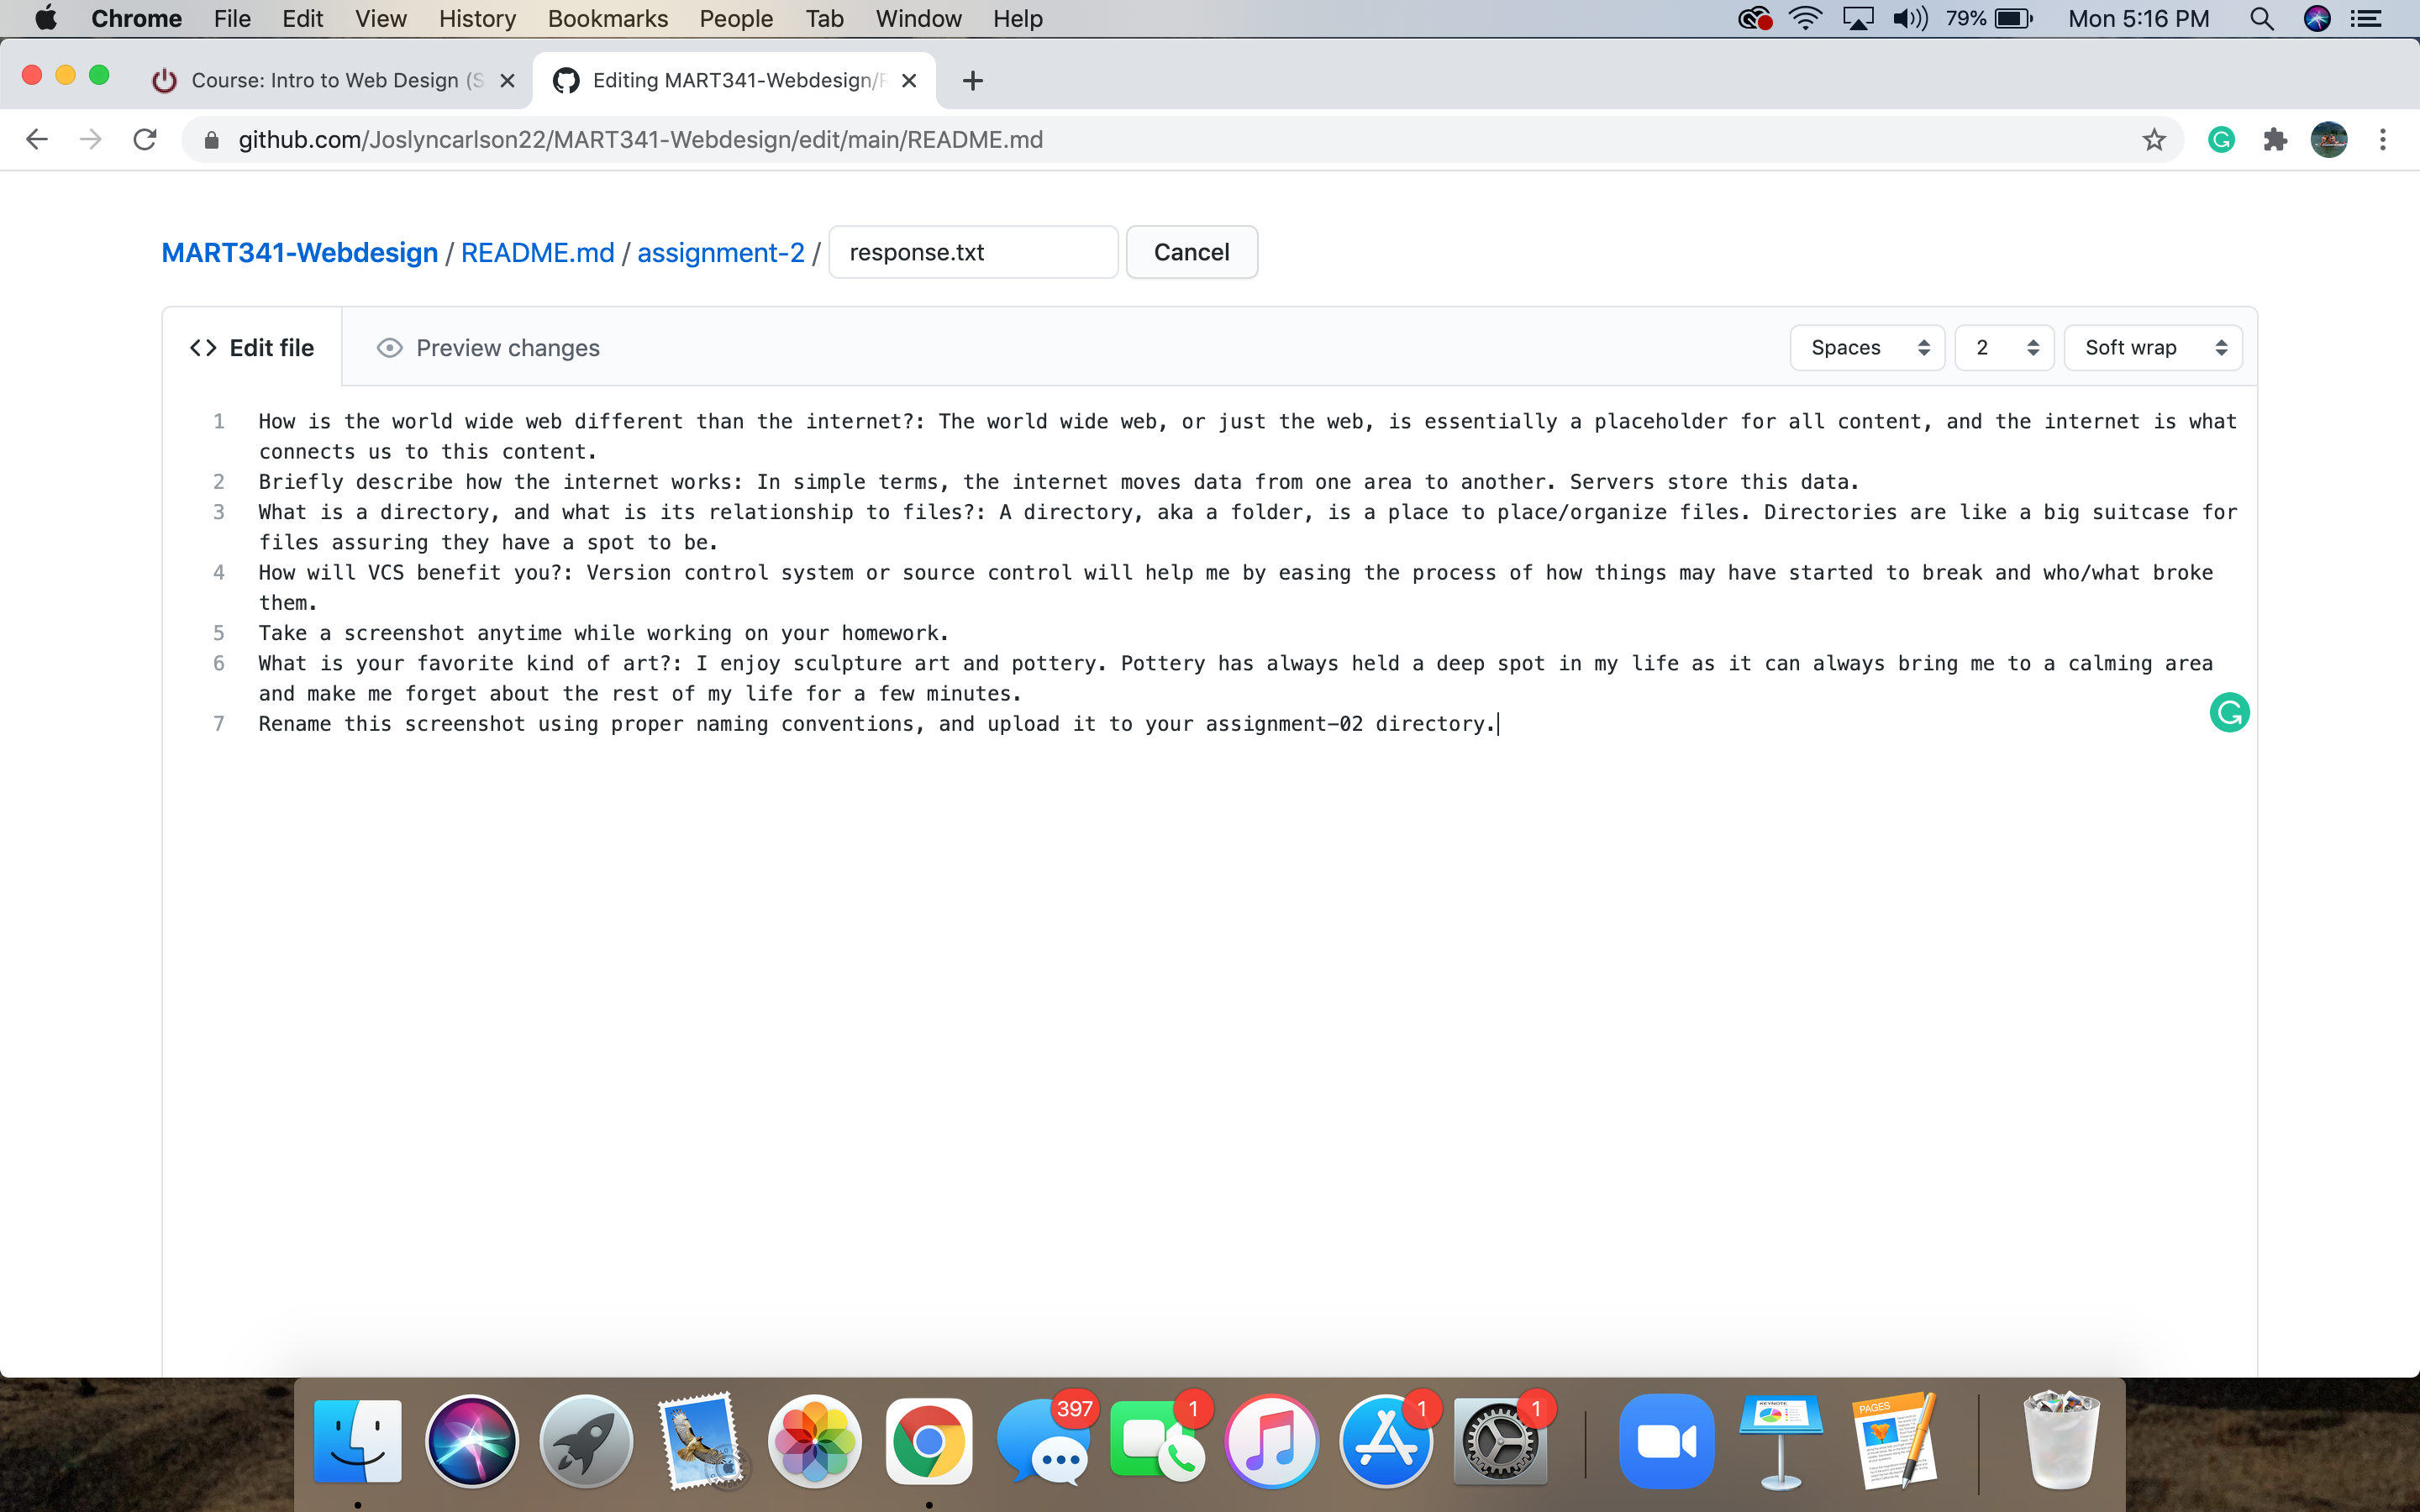 Chrome File Edit View History Bookmarks People Tab Window Help 79% Mon 5:16 PM
Course: Intro to Web Design (S Editing MART341-Webdesign/R
github.com/Joslyncarlson22/MART341-Webdesign/edit/main/README.md
MART341-Webdesign / README.md / assignment-2 / response.txt Cancel
<> Edit file Preview changes Spaces 2 Soft wrap
1 How is the world wide web different than the internet?: The world wide web, or just the web, is essentially a placeholder for all content, and the internet is what
connects us to this content.
2 Briefly describe how the internet works: In simple terms, the internet moves data from one area to another. Servers store this data.
3 What is a directory, and what is its relationship to files?: A directory, aka a folder, is a place to place/organize files. Directories are like a big suitcase for
files assuring they have a spot to be.
4 How will VCS benefit you?: Version control system or source control will help me by easing the process of how things may have started to break and who/what broke
them.
5 Take a screenshot anytime while working on your homework.
6 What is your favorite kind of art?: I enjoy sculpture art and pottery. Pottery has always held a deep spot in my life as it can always bring me to a calming area
and make me forget about the rest of my life for a few minutes.
7 Rename this screenshot using proper naming conventions, and upload it to your assignment-02 directory.
397 1 1 1
KEYNOTE
PAGES